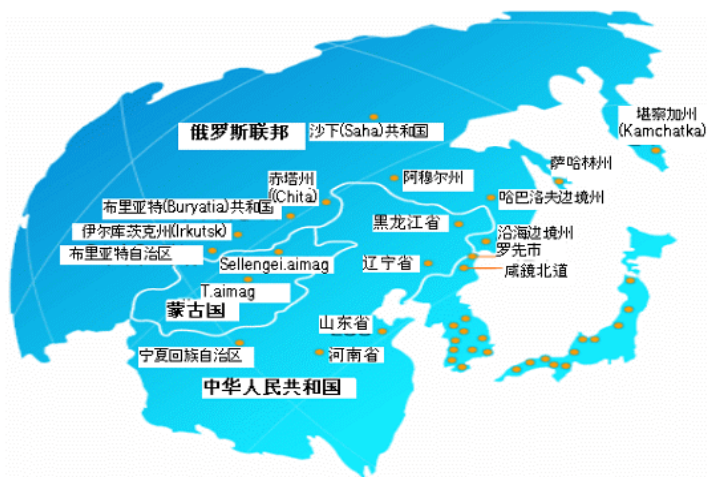 堪察加州
(Kamchatka)
俄罗斯联邦
沙下(Saha)共和国
萨哈林州
赤塔州
((Chita)
阿穆尔州
哈巴洛夫边境州
布里亚特(Buryatia)共和国
黑龙江省
伊尔库茨克州(Irkutsk)
沿海边境州
布里亚特自治区
罗先市
Sellengei.aimag
辽宁省
咸鏡北道
T.aimag
蒙古国
山东省
宁夏回族自治区
河南省
中华人民共和国